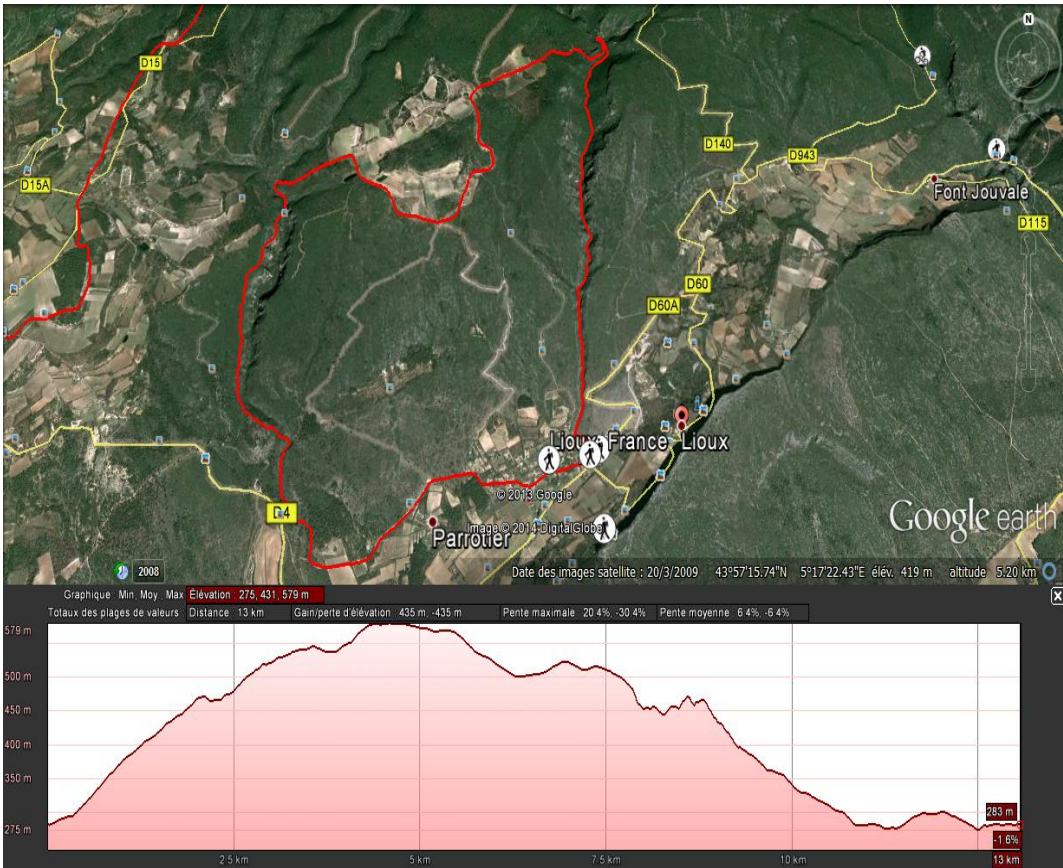 N
D15
D140
D943
D15A
Font Jouvale
D115
D60
D60A
Lioux France
Lioux
© 2013 Google
D4
Parrotier
Image © 2014 DigitalGlobe
Google earth
2008
Date des images satellite : 20/3/2009 43°57'15.74"N 5°17'22.43"E élév. 419 m altitude 5.20 km
Graphique : Min, Moy, Max Élévation : 275, 431, 579 m
Totaux des plages de valeurs : Distance : 13 km Gain/perte d'élévation : 435 m, -435 m Pente maximale : 20.4%, -30.4% Pente moyenne : 6.4%, -6.4%
579 m
500 m
450 m
400 m
350 m
283 m
275 m
-1.6%
2.5 km 5 km 7.5 km 10 km 13 km